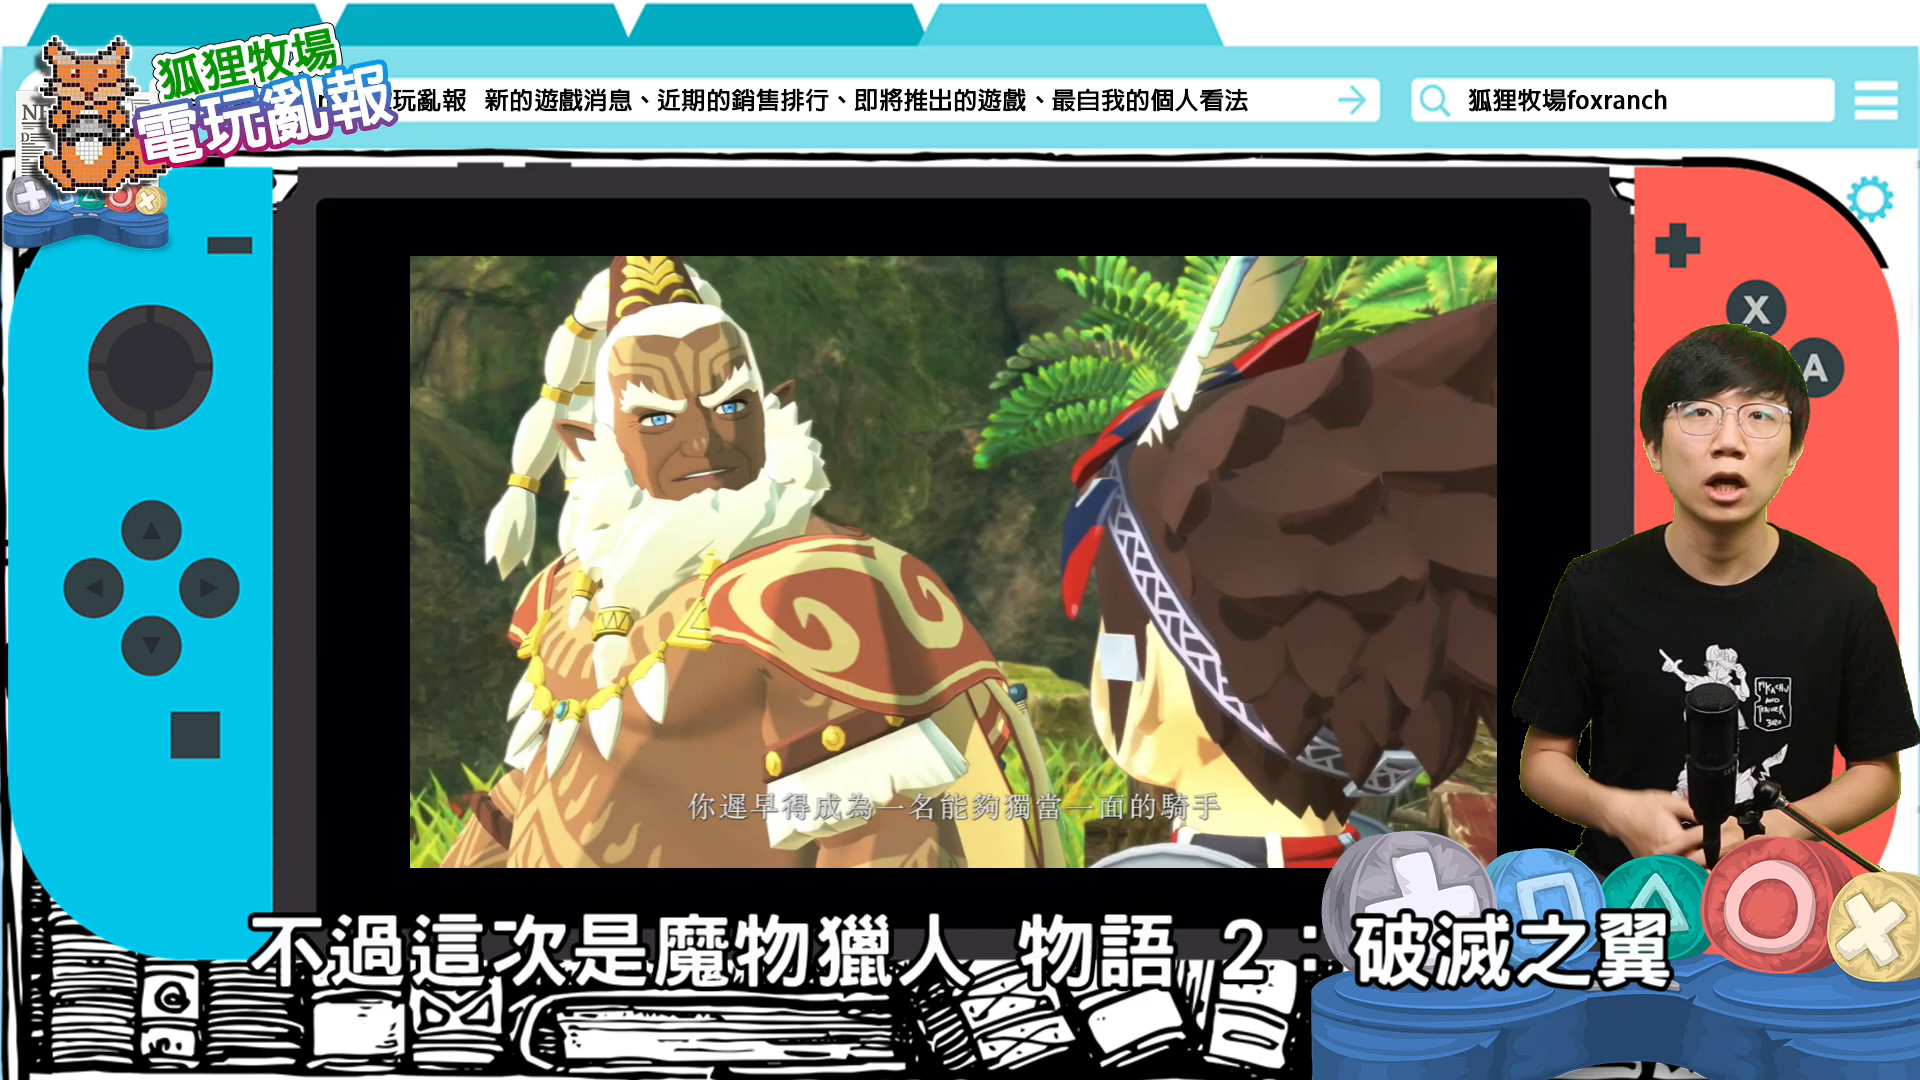 狐狸牧場
電玩亂報
玩亂報 新的遊戲消息、近期的銷售排行、即將推出的遊戲、最自我的個人看法
狐狸牧場foxranch
X
A
PIKACHU
AND
TRAINER
你遲早得成為一名能夠獨當一面的騎手
不過這次是魔物獵人 物語 2：破滅之翼